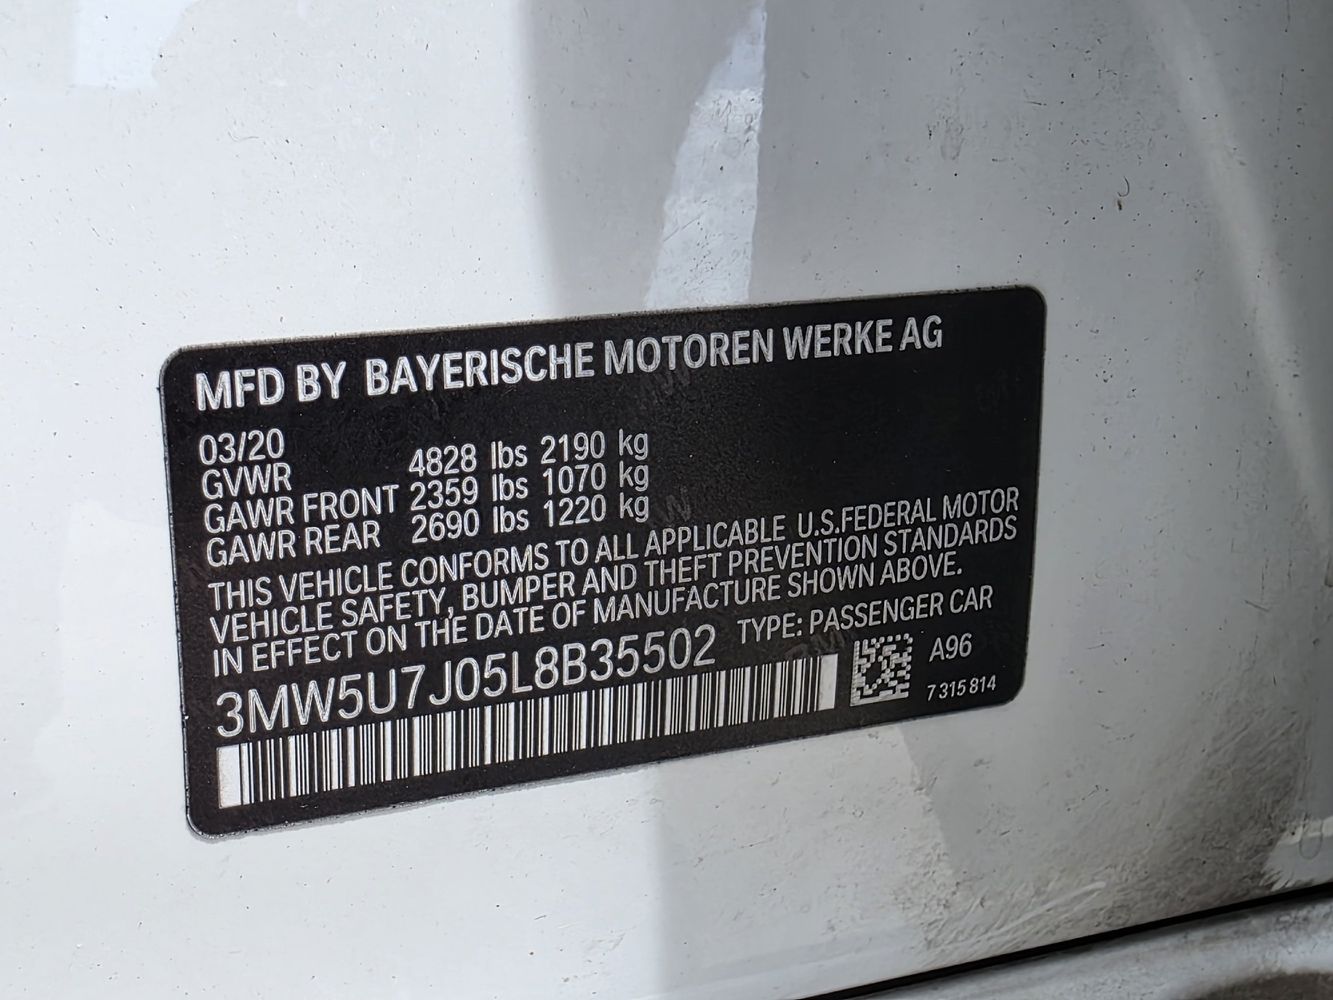 MFD BY BAYERISCHE MOTOREN WERKE AG
03/20
GVWR 4828 lbs 2190 kg
GAWR FRONT 2359 lbs 1070 kg
GAWR REAR 2690 lbs 1220 kg
THIS VEHICLE CONFORMS TO ALL APPLICABLE U.S.FEDERAL MOTOR
VEHICLE SAFETY, BUMPER AND THEFT PREVENTION STANDARDS
IN EFFECT ON THE DATE OF MANUFACTURE SHOWN ABOVE.
3MW5U7J05L8B35502 TYPE: PASSENGER CAR
A96
7 315 814